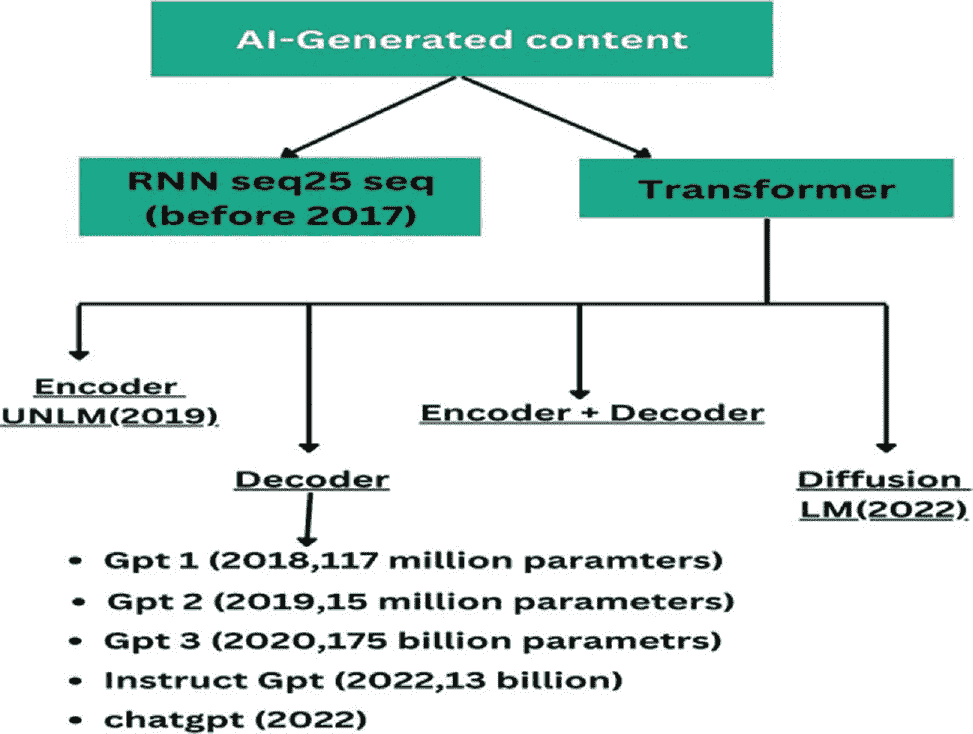 AI-Generated content
RNN seq25 seq
(before 2017)
Transformer
Encoder
UNLM(2019)
Encoder + Decoder
Decoder
Diffusion
LM(2022)
• Gpt 1 (2018,117 million paramters)
• Gpt 2 (2019,15 million parameters)
• Gpt 3 (2020,175 billion parametrs)
• Instruct Gpt (2022,13 billion)
• chatgpt (2022)